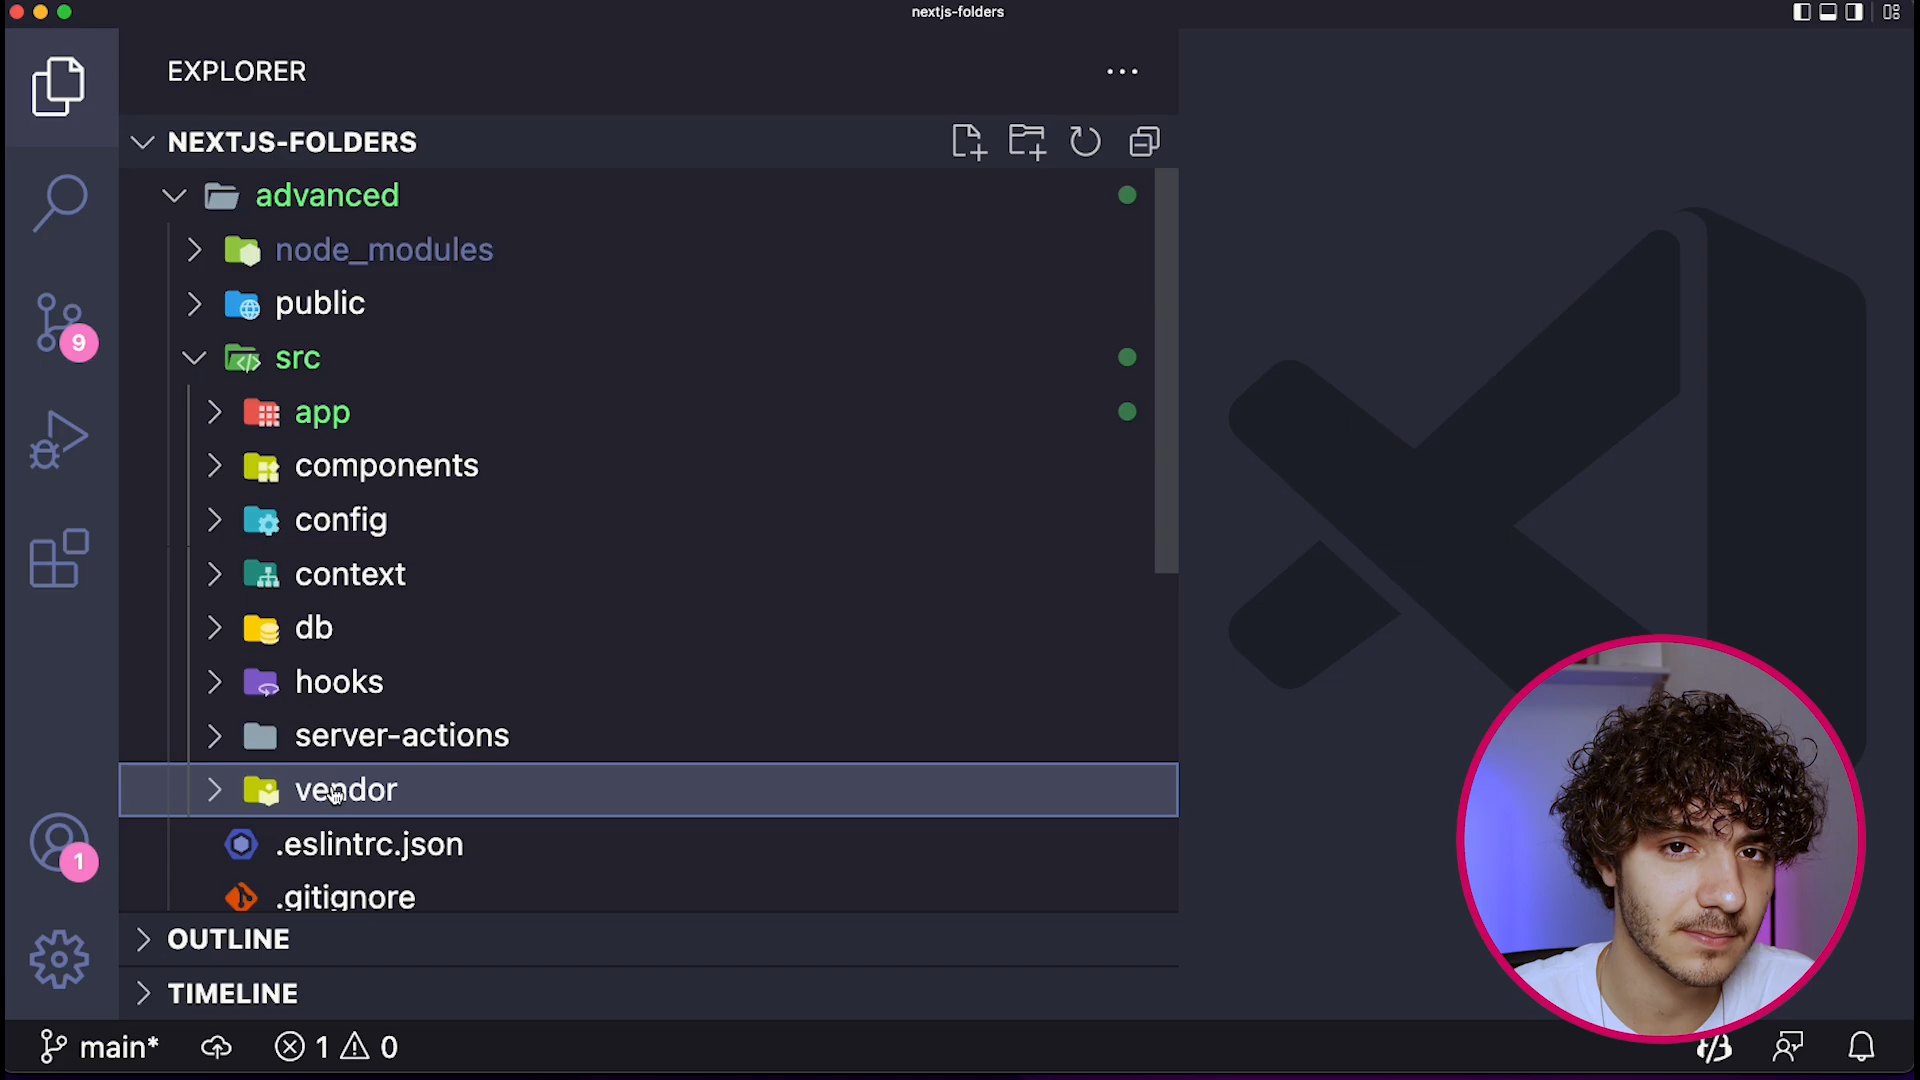 nextjs-folders
EXPLORER
NEXTJS-FOLDERS
advanced
node_modules
public
src
app
components
config
context
db
hooks
server-actions
vendor
.eslintrc.json
.gitignore
OUTLINE
TIMELINE
9
1
main* 1 0